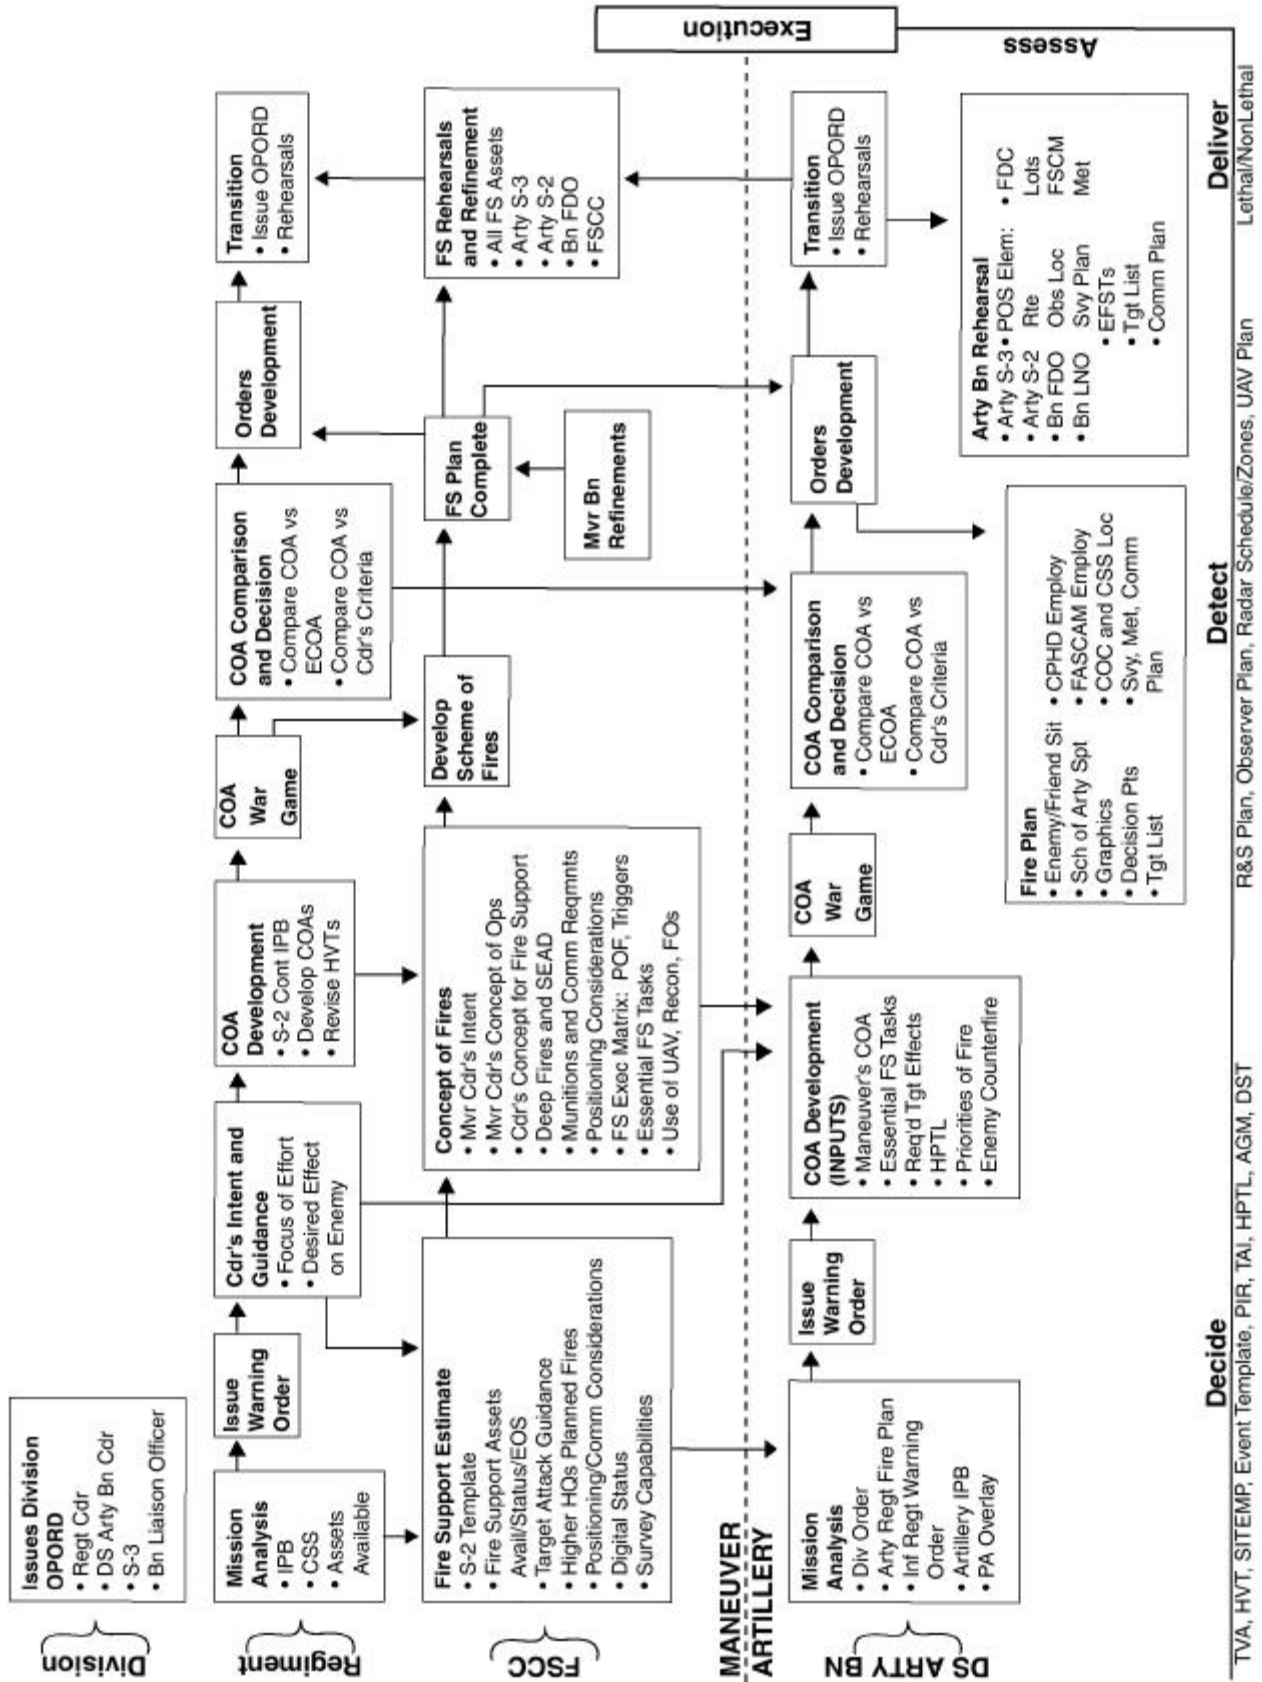 Division
Issues Division
OPORD
• Regt Cdr
• DS Arty Bn Cdr
• S-3
• Bn Liaison Officer
Regiment
Mission
Analysis
• IPB
• CSS
• Assets
Available
Issue
Warning
Order
Cdr's Intent and
Guidance
• Focus of Effort
• Desired Effect
on Enemy
COA
Development
• S-2 Cont IPB
• Develop COAs
• Revise HVTs
COA
War
Game
COA Comparison
and Decision
• Compare COA vs
ECOA
• Compare COA vs
Cdr's Criteria
Orders
Development
Transition
• Issue OPORD
• Rehearsals
FSCC
Fire Support Estimate
• S-2 Template
• Fire Support Assets
Avail/Status/EOS
• Target Attack Guidance
• Higher HQs Planned Fires
• Positioning/Comm Considerations
• Digital Status
• Survey Capabilities
Concept of Fires
• Mvr Cdr's Intent
• Mvr Cdr's Concept of Ops
• Cdr's Concept for Fire Support
• Deep Fires and SEAD
• Munitions and Comm Reqmnts
• Positioning Considerations
• FS Exec Matrix: POF, Triggers
• Essential FS Tasks
• Use of UAV, Recon, FOs
Develop
Scheme of
Fires
FS Plan
Complete
Mvr Bn
Refinements
FS Rehearsals
and Refinement
• All FS Assets
• Arty S-3
• Arty S-2
• Bn FDO
• FSCC
MANEUVER
ARTILLERY
Execution
DS ARTY BN
Mission
Analysis
• Div Order
• Arty Regt Fire Plan
• Inf Regt Warning
Order
• Artillery IPB
• PA Overlay
Issue
Warning
Order
COA Development
(INPUTS)
• Maneuver's COA
• Essential FS Tasks
• Req'd Tgt Effects
• HPTL
• Priorities of Fire
• Enemy Counterfire
COA
War
Game
COA Comparison
and Decision
• Compare COA vs
ECOA
• Compare COA vs
Cdr's Criteria
Orders
Development
Transition
• Issue OPORD
• Rehearsals
Assess
Fire Plan
• Enemy/Friend Sit • CPHD Employ
• Sch of Arty Spt • FASCAM Employ
• Graphics • COC and CSS Loc
• Decision Pts • Svy, Met, Comm
• Tgt List Plan
Arty Bn Rehearsal
• Arty S-3 • POS Elem: • FDC
• Arty S-2 Rte Lots
• Bn FDO Obs Loc FSCM
• Bn LNO Svy Plan Met
• EFSTs
• Tgt List
• Comm Plan
Decide Detect Deliver
TVA, HVT, SITEMP, Event Template, PIR, TAI, HPTL, AGM, DST R&S Plan, Observer Plan, Radar Schedule/Zones, UAV Plan Lethal/NonLethal